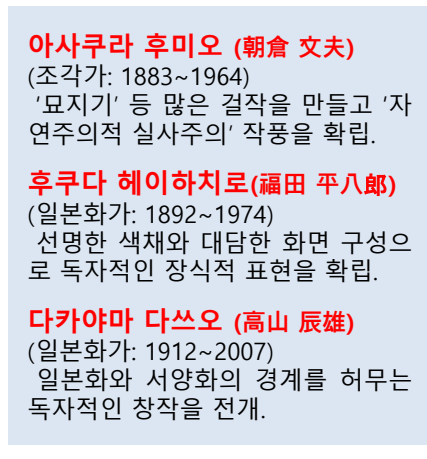 아사쿠라 후미오 (朝倉 文夫)
(조각가: 1883~1964)
'묘지기' 등 많은 걸작을 만들고 '자
연주의적 실사주의' 작풍을 확립.
후쿠다 헤이하치로(福田 平八郎)
(일본화가: 1892~1974)
선명한 색채와 대담한 화면 구성으
로 독자적인 장식적 표현을 확립.
다카야마 다쓰오 (高山 辰雄)
(일본화가: 1912~2007)
일본화와 서양화의 경계를 허무는
독자적인 창작을 전개.